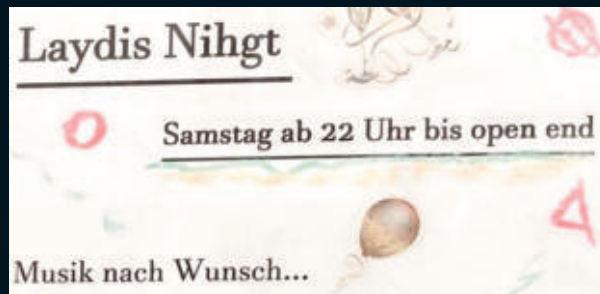 Laydis Nihgt
Samstag ab 22 Uhr bis open end
Musik nach Wunsch...